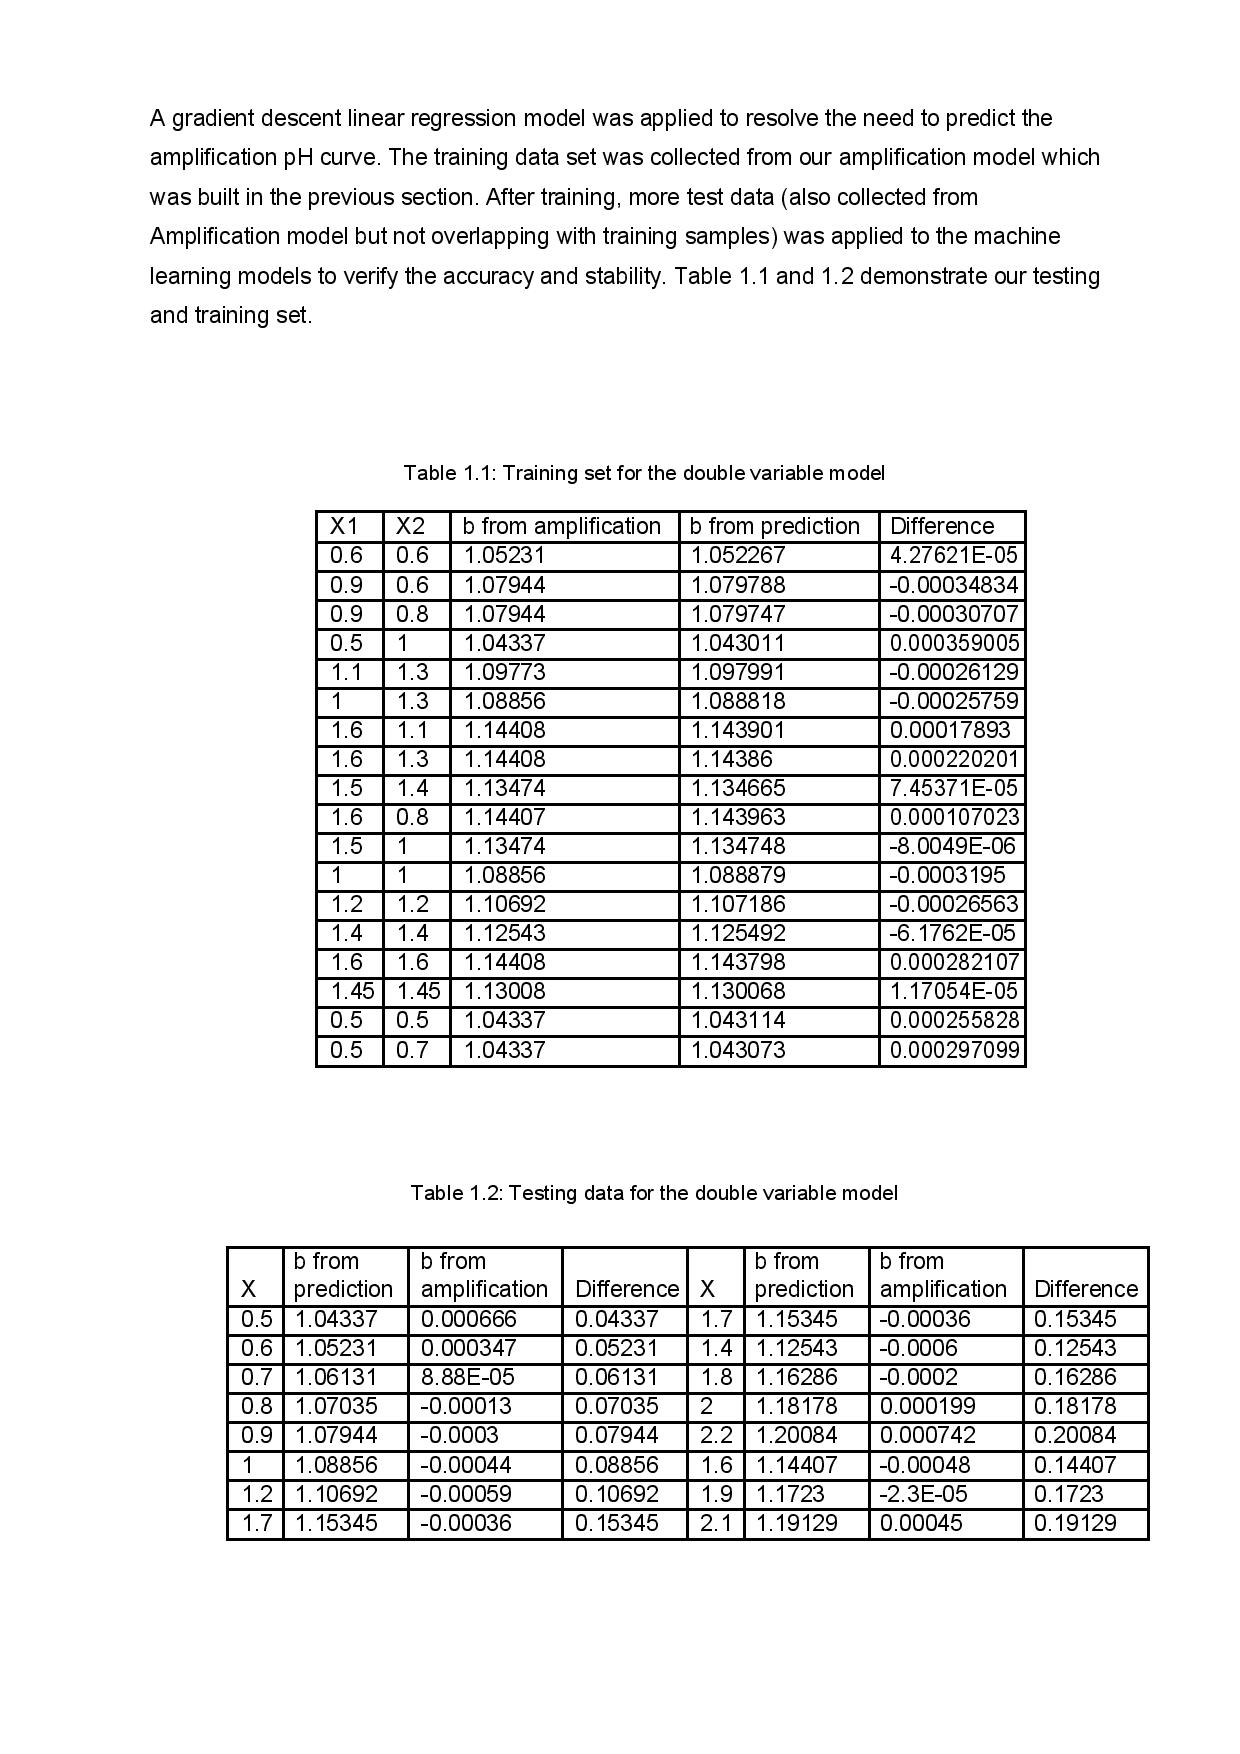 A gradient descent linear regression model was applied to resolve the need to predict the
amplification pH curve. The training data set was collected from our amplification model which
was built in the previous section. After training, more test data (also collected from
Amplification model but not overlapping with training samples) was applied to the machine
learning models to verify the accuracy and stability. Table 1.1 and 1.2 demonstrate our testing
and training set.
Table 1.1: Training set for the double variable model
X1 X2 b from amplification b from prediction Difference
0.6 0.6 1.05231 1.052267 4.27621E-05
0.9 0.6 1.07944 1.079788 -0.00034834
0.9 0.8 1.07944 1.079747 -0.00030707
0.5 1 1.04337 1.043011 0.000359005
1.1 1.3 1.09773 1.097991 -0.00026129
1 1.3 1.08856 1.088818 -0.00025759
1.6 1.1 1.14408 1.143901 0.00017893
1.6 1.3 1.14408 1.14386 0.000220201
1.5 1.4 1.13474 1.134665 7.45371E-05
1.6 0.8 1.14407 1.143963 0.000107023
1.5 1 1.13474 1.134748 -8.0049E-06
1 1 1.08856 1.088879 -0.0003195
1.2 1.2 1.10692 1.107186 -0.00026563
1.4 1.4 1.12543 1.125492 -6.1762E-05
1.6 1.6 1.14408 1.143798 0.000282107
1.45 1.45 1.13008 1.130068 1.17054E-05
0.5 0.5 1.04337 1.043114 0.000255828
0.5 0.7 1.04337 1.043073 0.000297099
Table 1.2: Testing data for the double variable model
b from b from b from b from
X prediction amplification Difference X prediction amplification Difference
0.5 1.04337 0.000666 0.04337 1.7 1.15345 -0.00036 0.15345
0.6 1.05231 0.000347 0.05231 1.4 1.12543 -0.0006 0.12543
0.7 1.06131 8.88E-05 0.06131 1.8 1.16286 -0.0002 0.16286
0.8 1.07035 -0.00013 0.07035 2 1.18178 0.000199 0.18178
0.9 1.07944 -0.0003 0.07944 2.2 1.20084 0.000742 0.20084
1 1.08856 -0.00044 0.08856 1.6 1.14407 -0.00048 0.14407
1.2 1.10692 -0.00059 0.10692 1.9 1.1723 -2.3E-05 0.1723
1.7 1.15345 -0.00036 0.15345 2.1 1.19129 0.00045 0.19129